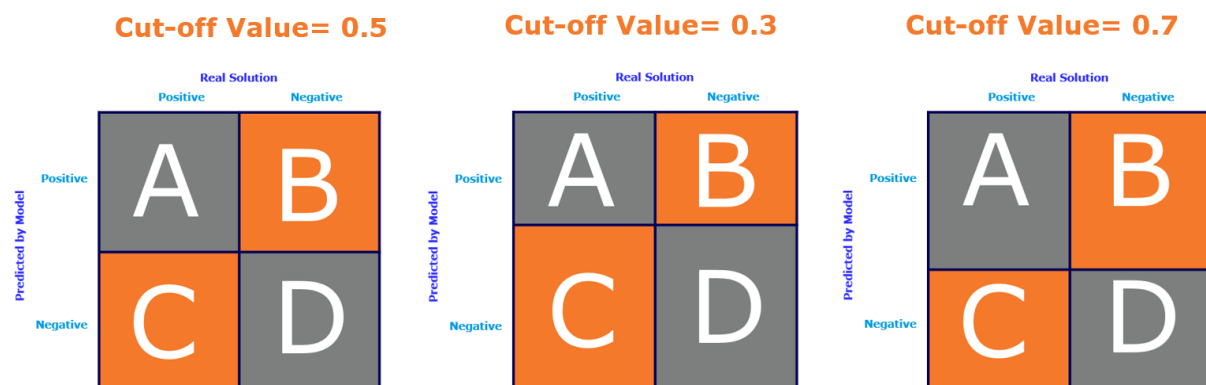 Cut-off Value= 0.5
Real Solution
Positive Negative
Predicted by Model
Positive
A B
Negative
C D
Cut-off Value= 0.3
Real Solution
Positive Negative
Predicted by Model
Positive
A B
Negative
C D
Cut-off Value= 0.7
Real Solution
Positive Negative
Predicted by Model
Positive
A B
Negative
C D